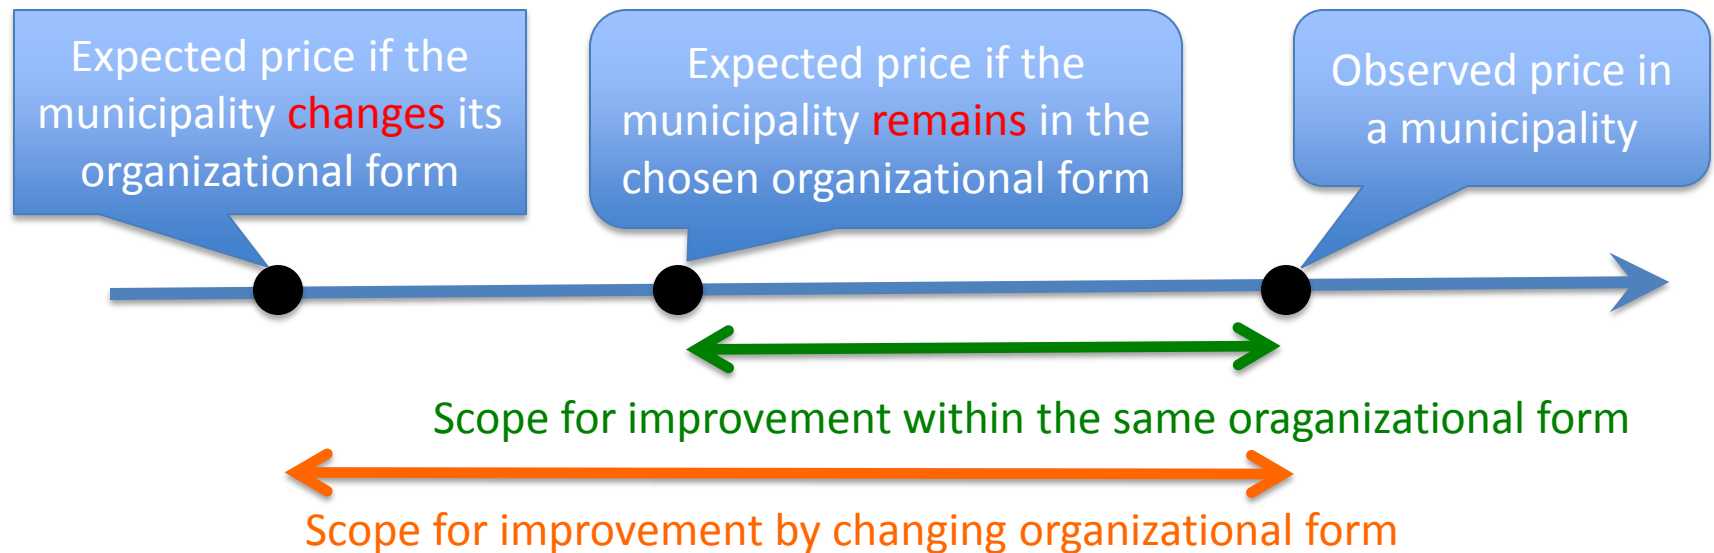 Expected price if the
municipality changes its
organizational form
Expected price if the
municipality remains in the
chosen organizational form
Observed price in
a municipality
Scope for improvement within the same oraganizational form
Scope for improvement by changing organizational form